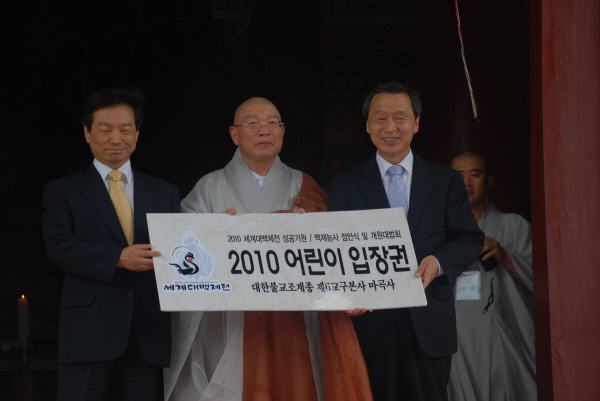 2010 세계대백제전 성공기원 / 백제능사 점안식 및 개원대법회
2010 어린이 입장권
세계대백제전
대한불교조계종 제6교구본사 마곡사